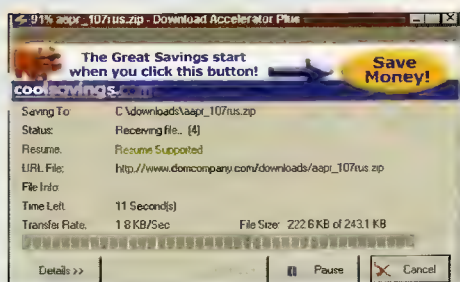 91% aapr_107rus.zip - Download Accelerator Plus
The Great Savings start
when you click this button!
Save
Money!
coolsavings.com
Saving To: C:\downloads\aapr_107rus.zip
Status: Receiving file.. (4)
Resume. Resume Supported
URL File: http://www.domcompany.com/downloads/aapr_107rus.zip
File Info:
Time Left 11 Second(s)
Transfer Rate. 1.8 KB/Sec File Size: 222.6 KB of 243.1 KB
Details >> Pause Cancel